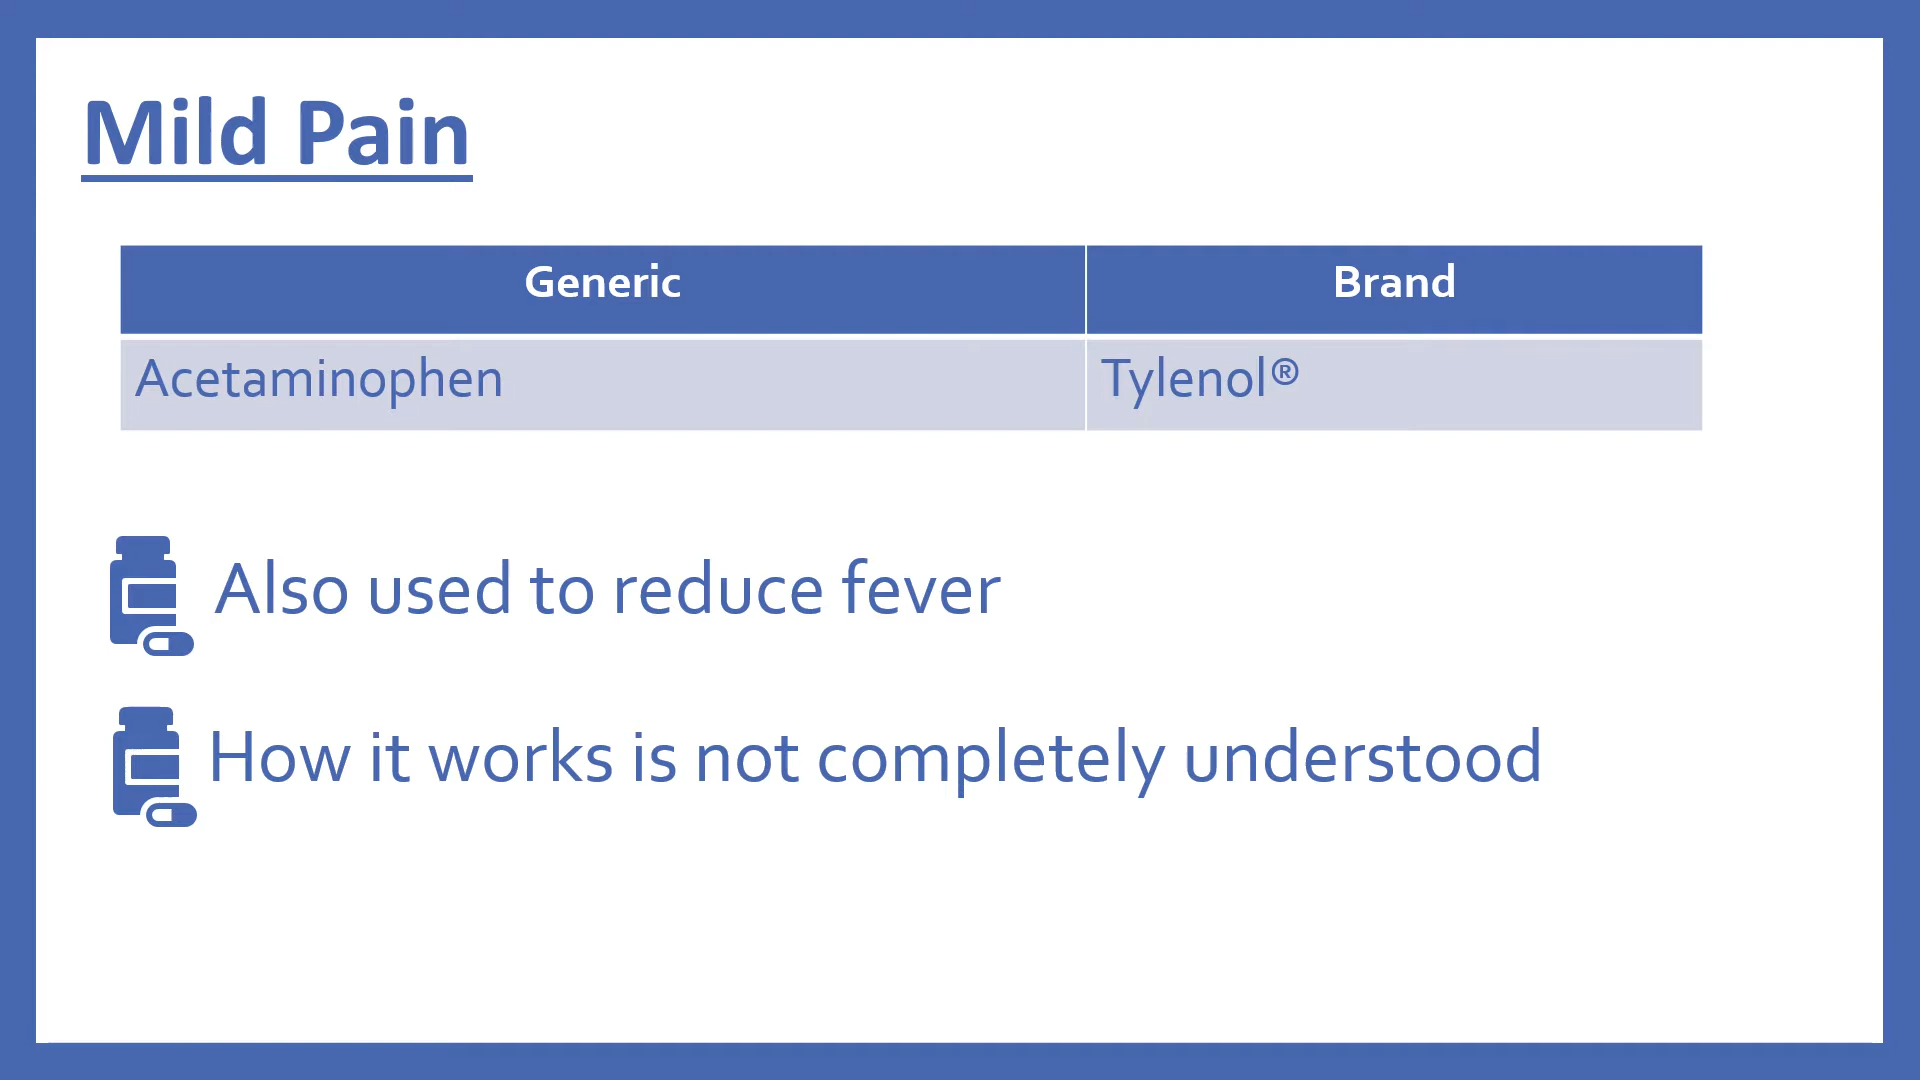 Mild Pain
Generic Brand
Acetaminophen Tylenol®
Also used to reduce fever
How it works is not completely understood